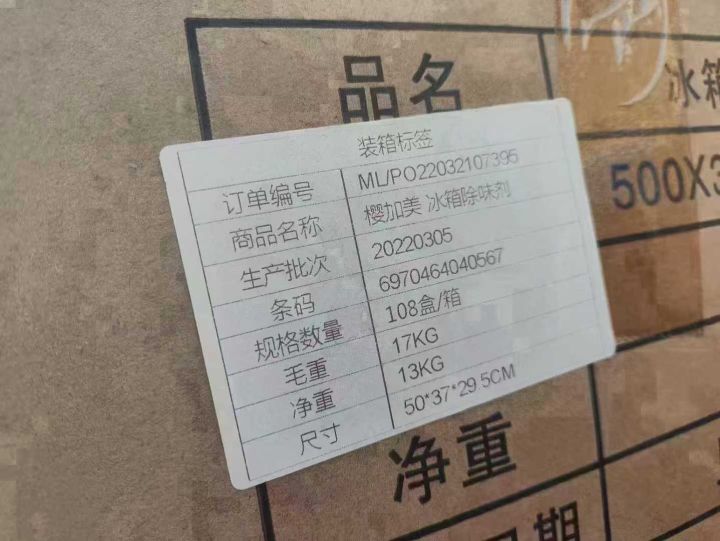 品名
冰箱
500X3
装箱标签
订单编号 ML/PO22032107395
商品名称 樱加美 冰箱除味剂
生产批次 20220305
条码 6970464040567
规格数量 108盒/箱
毛重 17KG
净重 13KG
尺寸 50*37*29.5CM
净重
日期